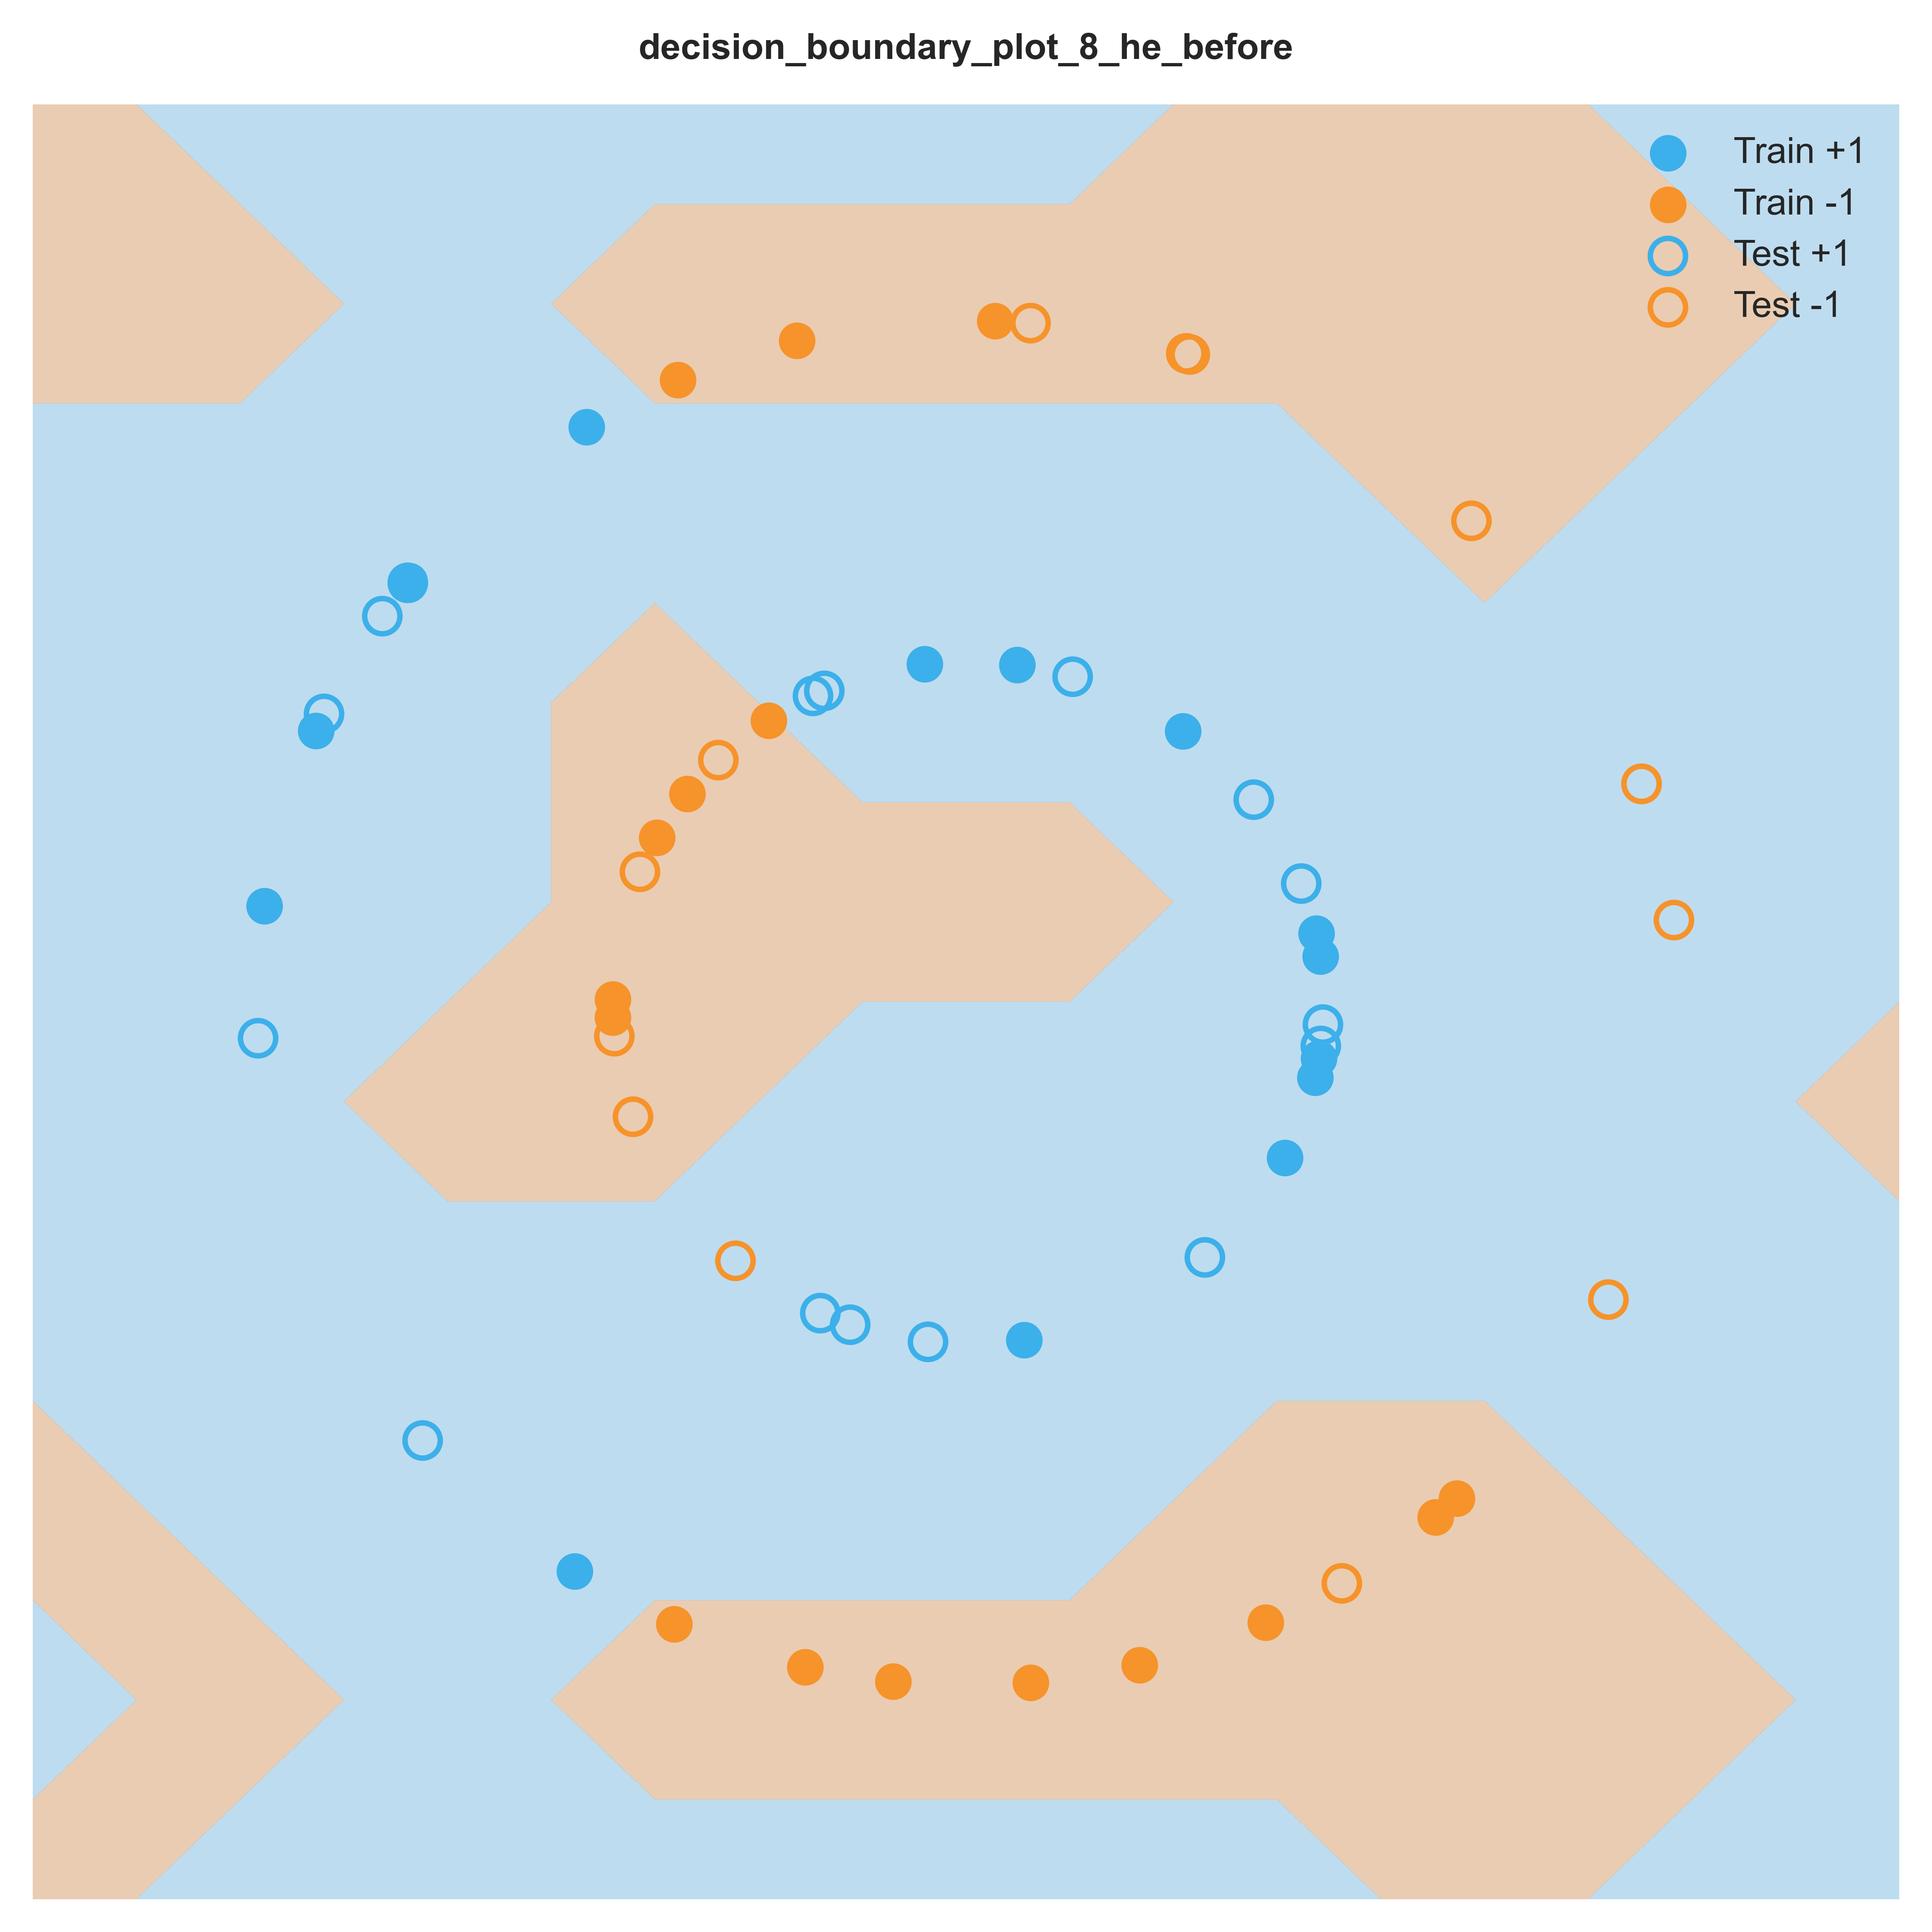 decision_boundary_plot_8_he_before
Train +1
Train -1
Test +1
Test -1